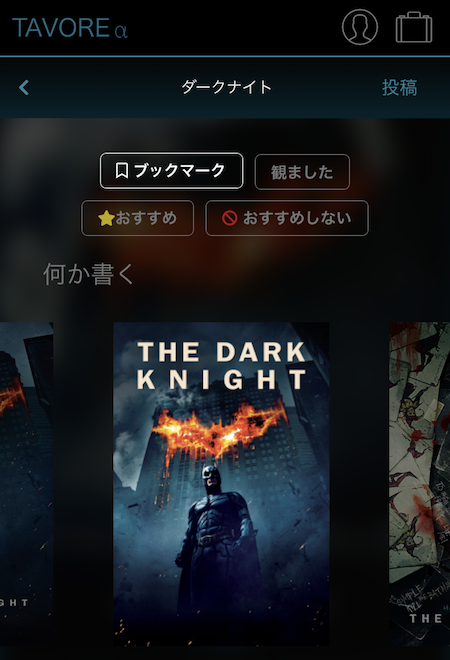 TAVORE α
ダークナイト 投稿
ブックマーク 観ました
おすすめ おすすめしない
何か書く
THE DARK
KNIGHT
GHT
THE